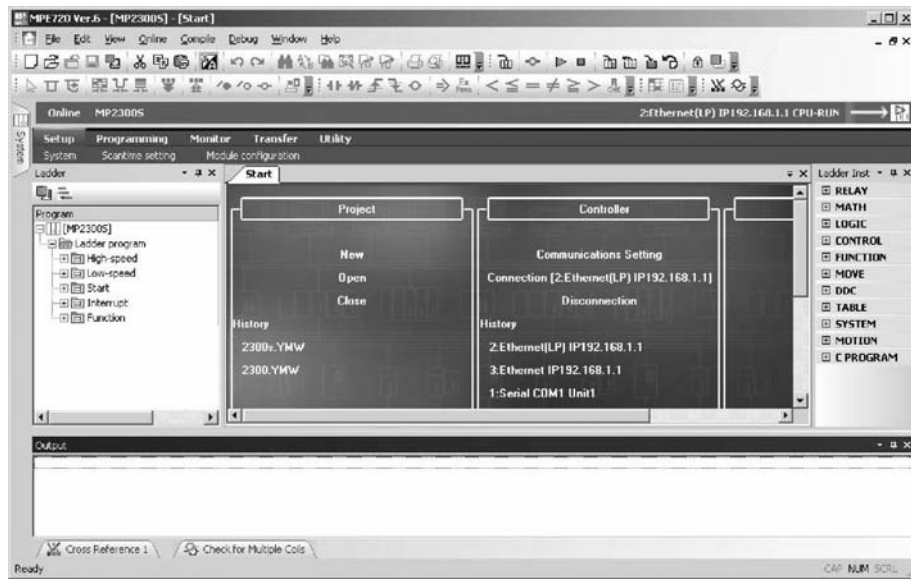 MPE720 Ver.6 - [MP2300S] - [Start]
File Edit View Online Compile Debug Window Help
Online MP2300S 2:Ethernet(LP) IP192.168.1.1 CPU-RUN
System
Setup Programming Monitor Transfer Utility
System Scantime setting Module configuration
Ladder
Program
[MP2300S]
Ladder program
High-speed
Low-speed
Start
Interrupt
Function
Start
Project
New
Open
Close
History
2300s.YMW
2300.YMW
Controller
Communications Setting
Connection [2:Ethernet(LP) IP192.168.1.1]
Disconnection
History
2:Ethernet(LP) IP192.168.1.1
3:Ethernet IP192.168.1.1
1:Serial COM1 Unit1
Ladder Inst
RELAY
MATH
LOGIC
CONTROL
FUNCTION
MOVE
DDC
TABLE
SYSTEM
MOTION
C PROGRAM
Output
Cross Reference 1 Check for Multiple Coils
Ready CAP NUM SCRL